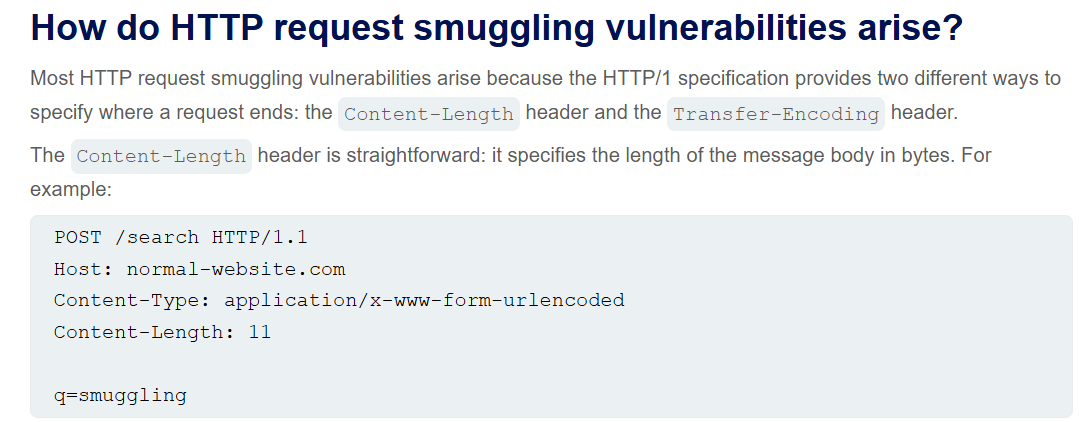 How do HTTP request smuggling vulnerabilities arise?
Most HTTP request smuggling vulnerabilities arise because the HTTP/1 specification provides two different ways to
specify where a request ends: the Content-Length header and the Transfer-Encoding header.
The Content-Length header is straightforward: it specifies the length of the message body in bytes. For
example:
POST /search HTTP/1.1
Host: normal-website.com
Content-Type: application/x-www-form-urlencoded
Content-Length: 11

q=smuggling